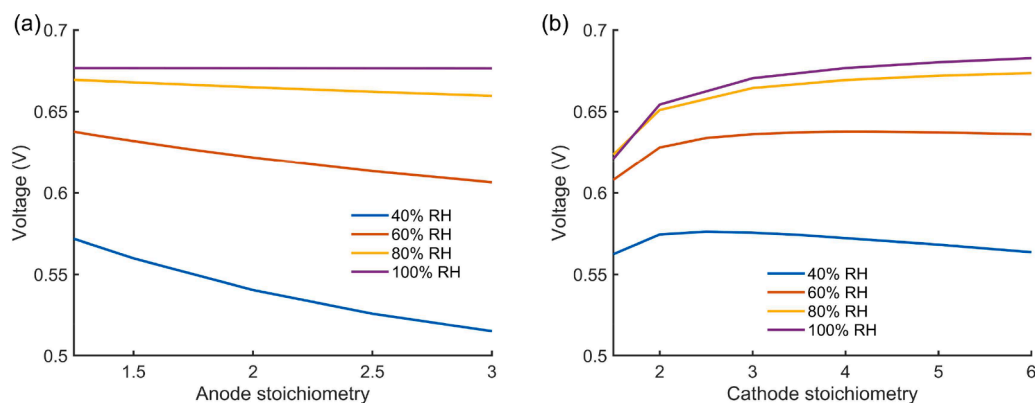 (a)
0.7
0.65
0.6
0.55
0.5
Voltage (V)
40% RH
60% RH
80% RH
100% RH
1.5
2
2.5
3
Anode stoichiometry
(b)
0.7
0.65
0.6
0.55
0.5
Voltage (V)
40% RH
60% RH
80% RH
100% RH
2
3
4
5
6
Cathode stoichiometry